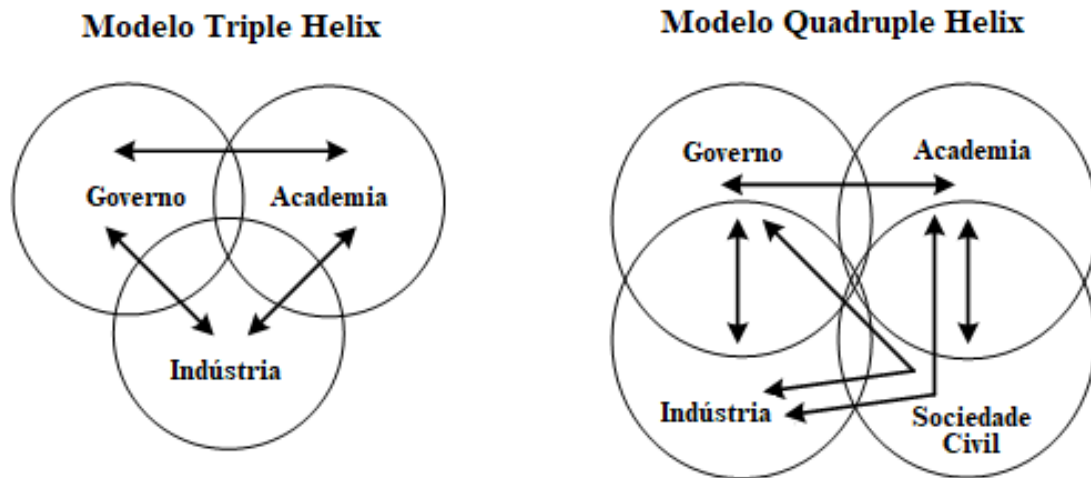 Modelo Triple Helix
Governo
Academia
Indústria
Modelo Quadruple Helix
Governo
Academia
Indústria
Sociedade
Civil